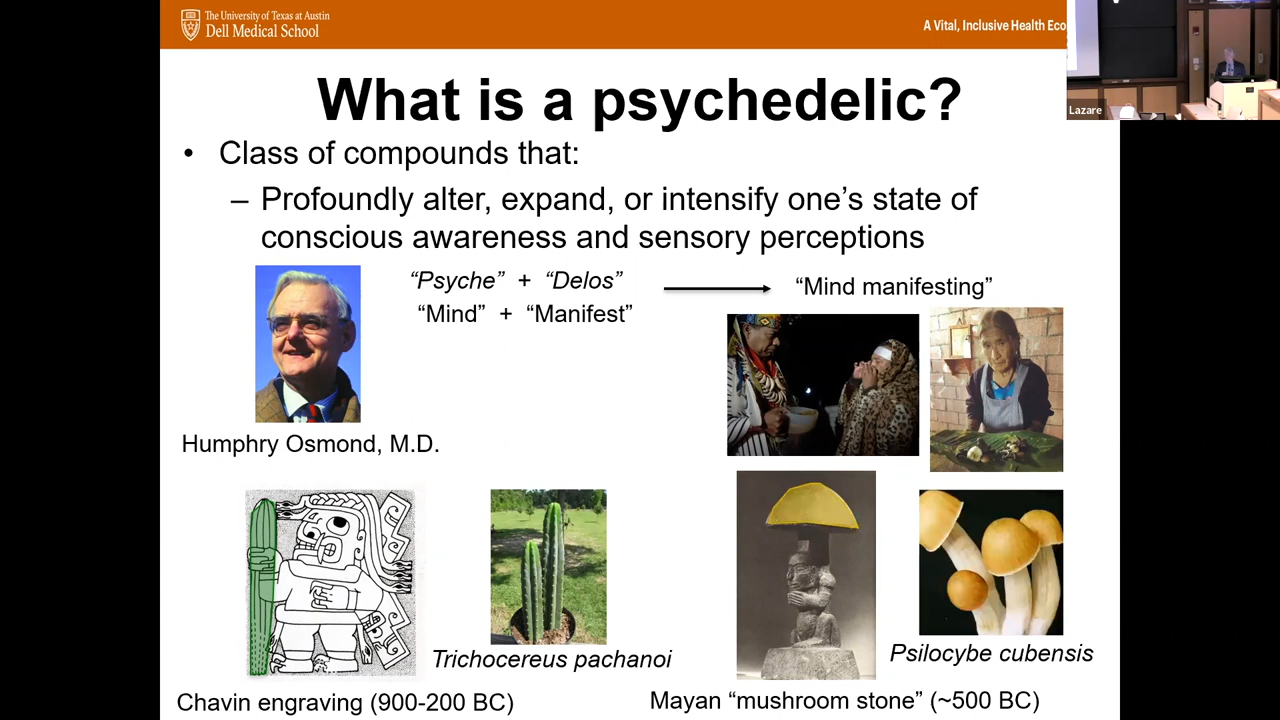 The University of Texas at Austin
Dell Medical School
A Vital, Inclusive Health Eco
Lazare
What is a psychedelic?
• Class of compounds that:
– Profoundly alter, expand, or intensify one’s state of
conscious awareness and sensory perceptions
“Psyche” + “Delos”
“Mind manifesting”
“Mind” + “Manifest”
Humphry Osmond, M.D.
Trichocereus pachanoi
Psilocybe cubensis
Chavin engraving (900-200 BC)
Mayan “mushroom stone” (~500 BC)